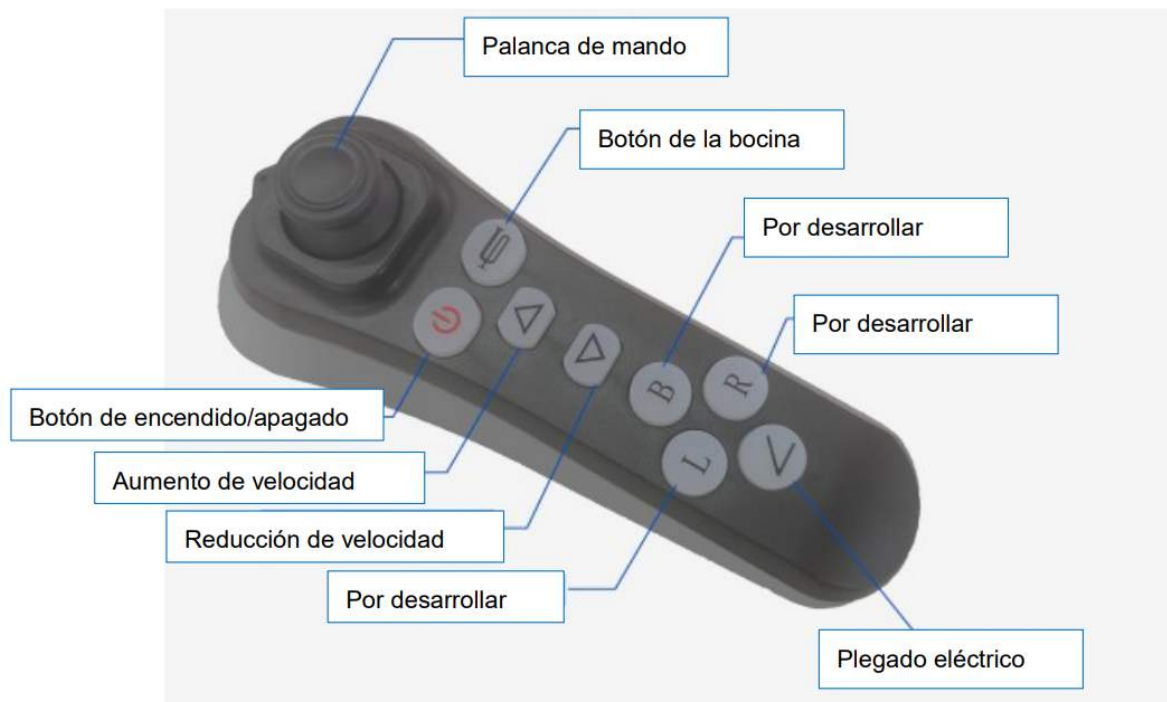 Palanca de mando
Botón de la bocina
Por desarrollar
Por desarrollar
B
R
L
Botón de encendido/apagado
Aumento de velocidad
Reducción de velocidad
Por desarrollar
Plegado eléctrico